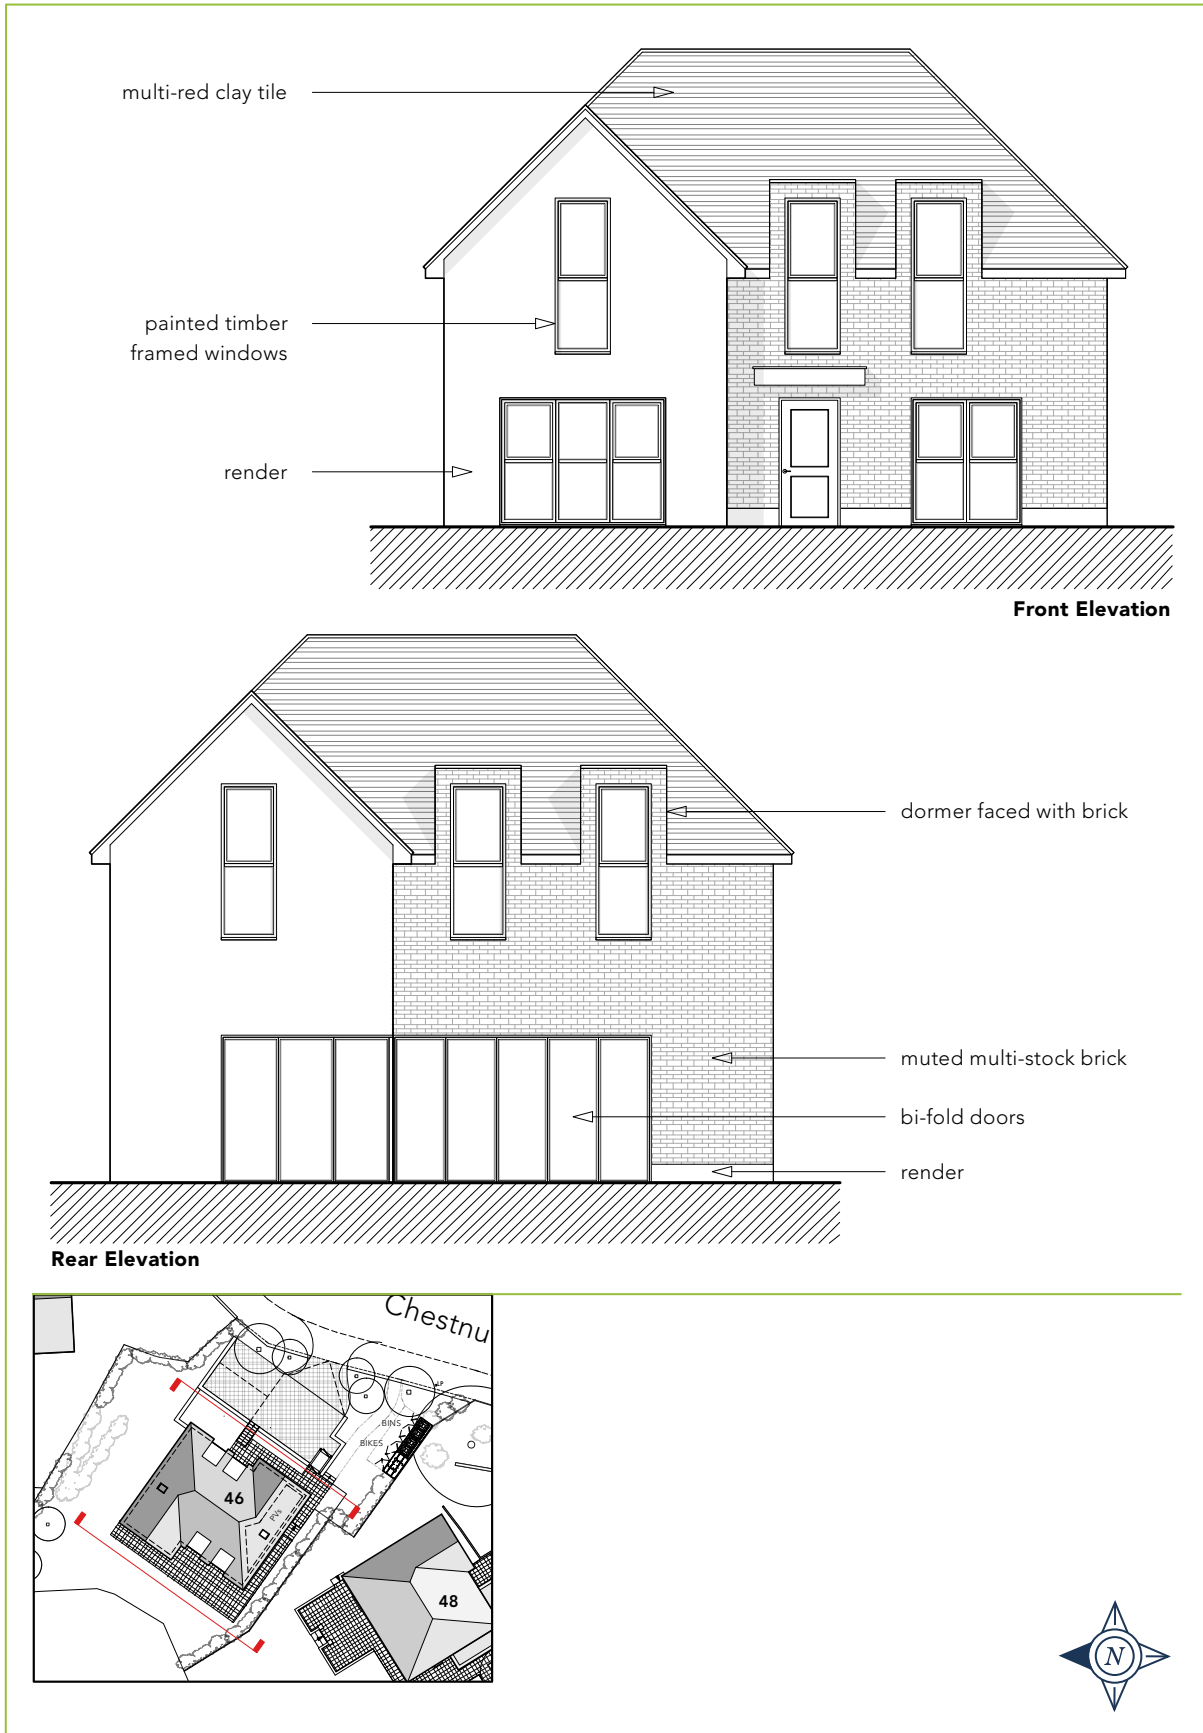 multi-red clay tile
painted timber
framed windows
render
Front Elevation
dormer faced with brick
muted multi-stock brick
bi-fold doors
render
Rear Elevation
Chestnu
LP
BINS
BIKES
46
PVs
48
N